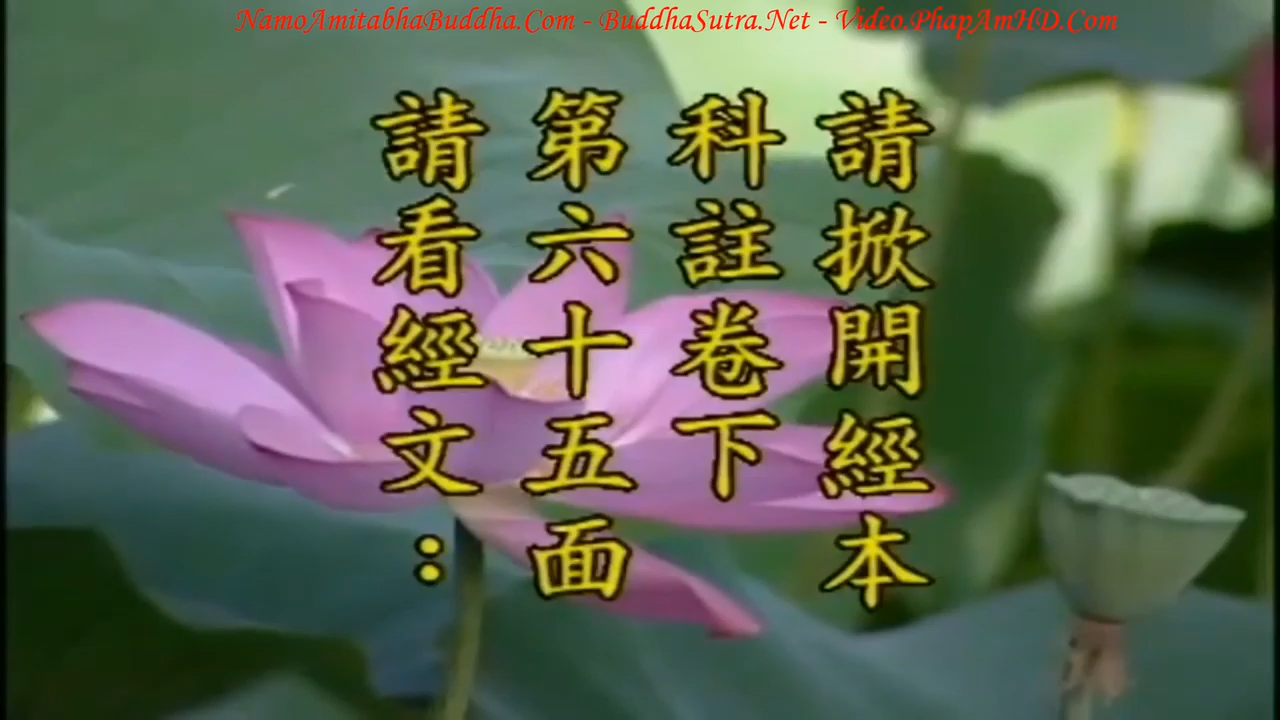 NamoAmitabhaBuddha.Com - BuddhaSutra.Net - Video.PhapAmHD.Com
請掀開經本
科註卷下
第六十五面
請看經文：